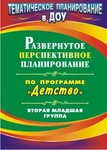 ТЕМАТИЧЕСКОЕ ПЛАНИРОВАНИЕ
В ДОУ
РАЗВЕРНУТОЕ
ПЕРСПЕКТИВНОЕ
ПЛАНИРОВАНИЕ
ПО ПРОГРАММЕ
«Детство»
ВТОРАЯ МЛАДШАЯ
ГРУППА